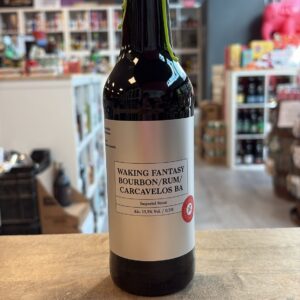 WAKING FANTASY
BOURBON/RUM/
CARCAVELOS BA
Imperial Stout